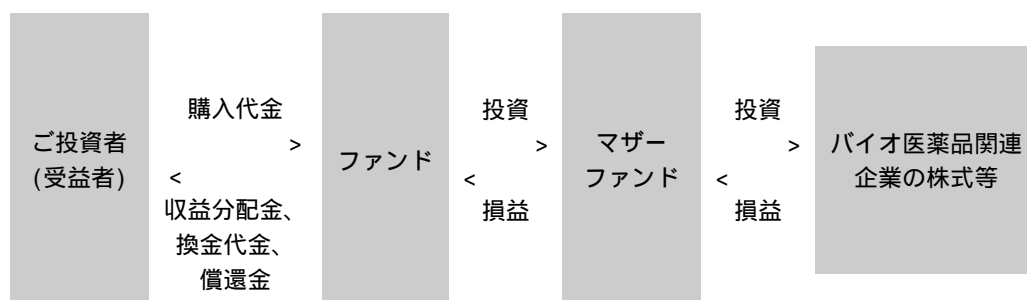 ご投資者
(受益者)
購入代金
>
<
収益分配金、
換金代金、
償還金
ファンド
投資
>
<
損益
マザー
ファンド
投資
>
<
損益
バイオ医薬品関連
企業の株式等